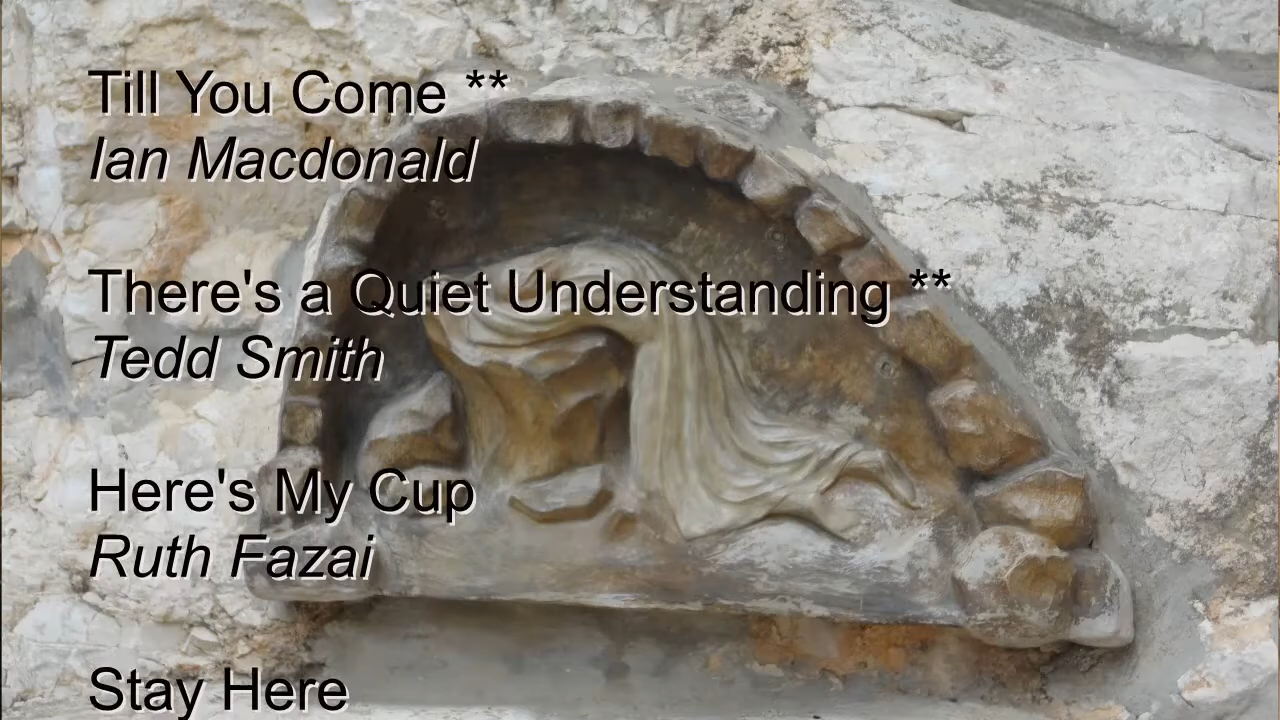 Till You Come **
Ian Macdonald
There's a Quiet Understanding **
Tedd Smith
Here's My Cup
Ruth Fazai
Stay Here